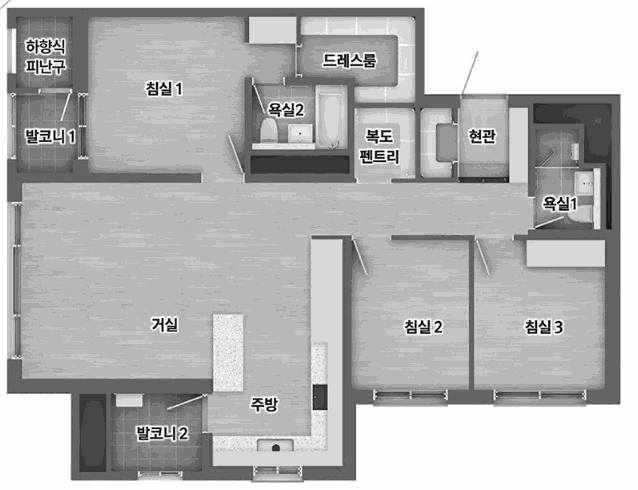 하향식
피난구
침실 1
드레스룸
발코니 1
욕실2
복도
펜트리
현관
욕실1
거실
침실 2
침실 3
주방
발코니 2